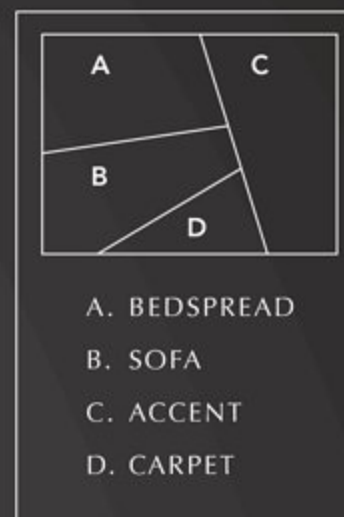 A
C
B
D
A. BEDSPREAD
B. SOFA
C. ACCENT
D. CARPET